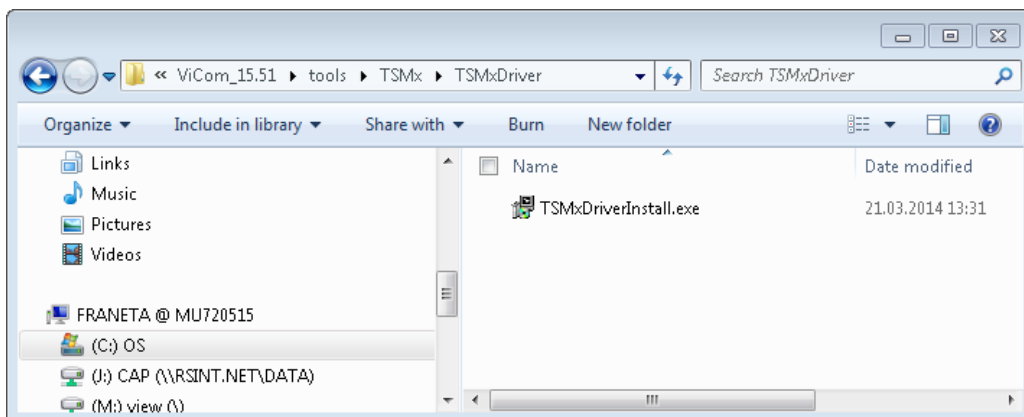 « ViCom_15.51 ▸ tools ▸ TSMx ▸ TSMxDriver
Search TSMxDriver
Organize ▾ Include in library ▾ Share with ▾ Burn New folder
Links
Music
Pictures
Videos
FRANETA @ MU720515
(C:) OS
(J:) CAP (\\RSINT.NET\DATA)
(M:) view (\\)
Name Date modified
TSMxDriverInstall.exe 21.03.2014 13:31